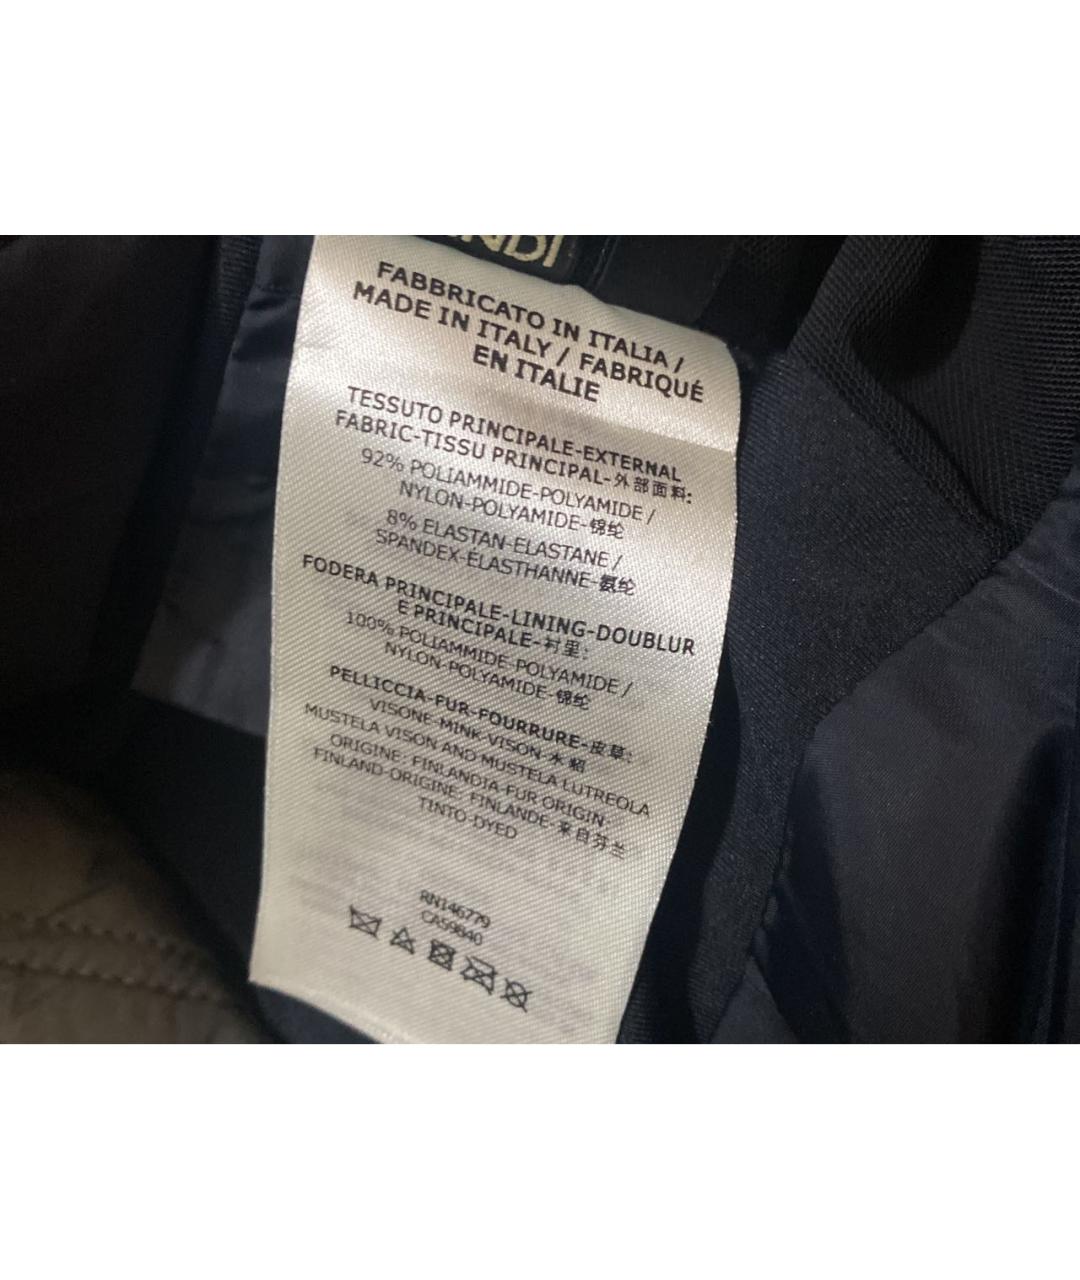 FABBRICATO IN ITALIA /
MADE IN ITALY / FABRIQUÉ
EN ITALIE
TESSUTO PRINCIPALE-EXTERNAL
FABRIC-TISSU PRINCIPAL-外部面料:
92% POLIAMMIDE-POLYAMIDE /
NYLON-POLYAMIDE-锦纶
8% ELASTAN-ELASTANE /
SPANDEX-ÉLASTHANNE-氨纶
FODERA PRINCIPALE-LINING-DOUBLUR
E PRINCIPALE-衬里:
100% POLIAMMIDE-POLYAMIDE /
NYLON-POLYAMIDE-锦纶
PELLICCIA-FUR-FOURRURE-皮草:
VISONE-MINK-VISON-水貂
MUSTELA VISON AND MUSTELA LUTREOLA
ORIGINE: FINLANDIA-FUR ORIGIN
FINLAND-ORIGINE: FINLANDE-来自芬兰
TINTO-DYED
RN146779
CA59840